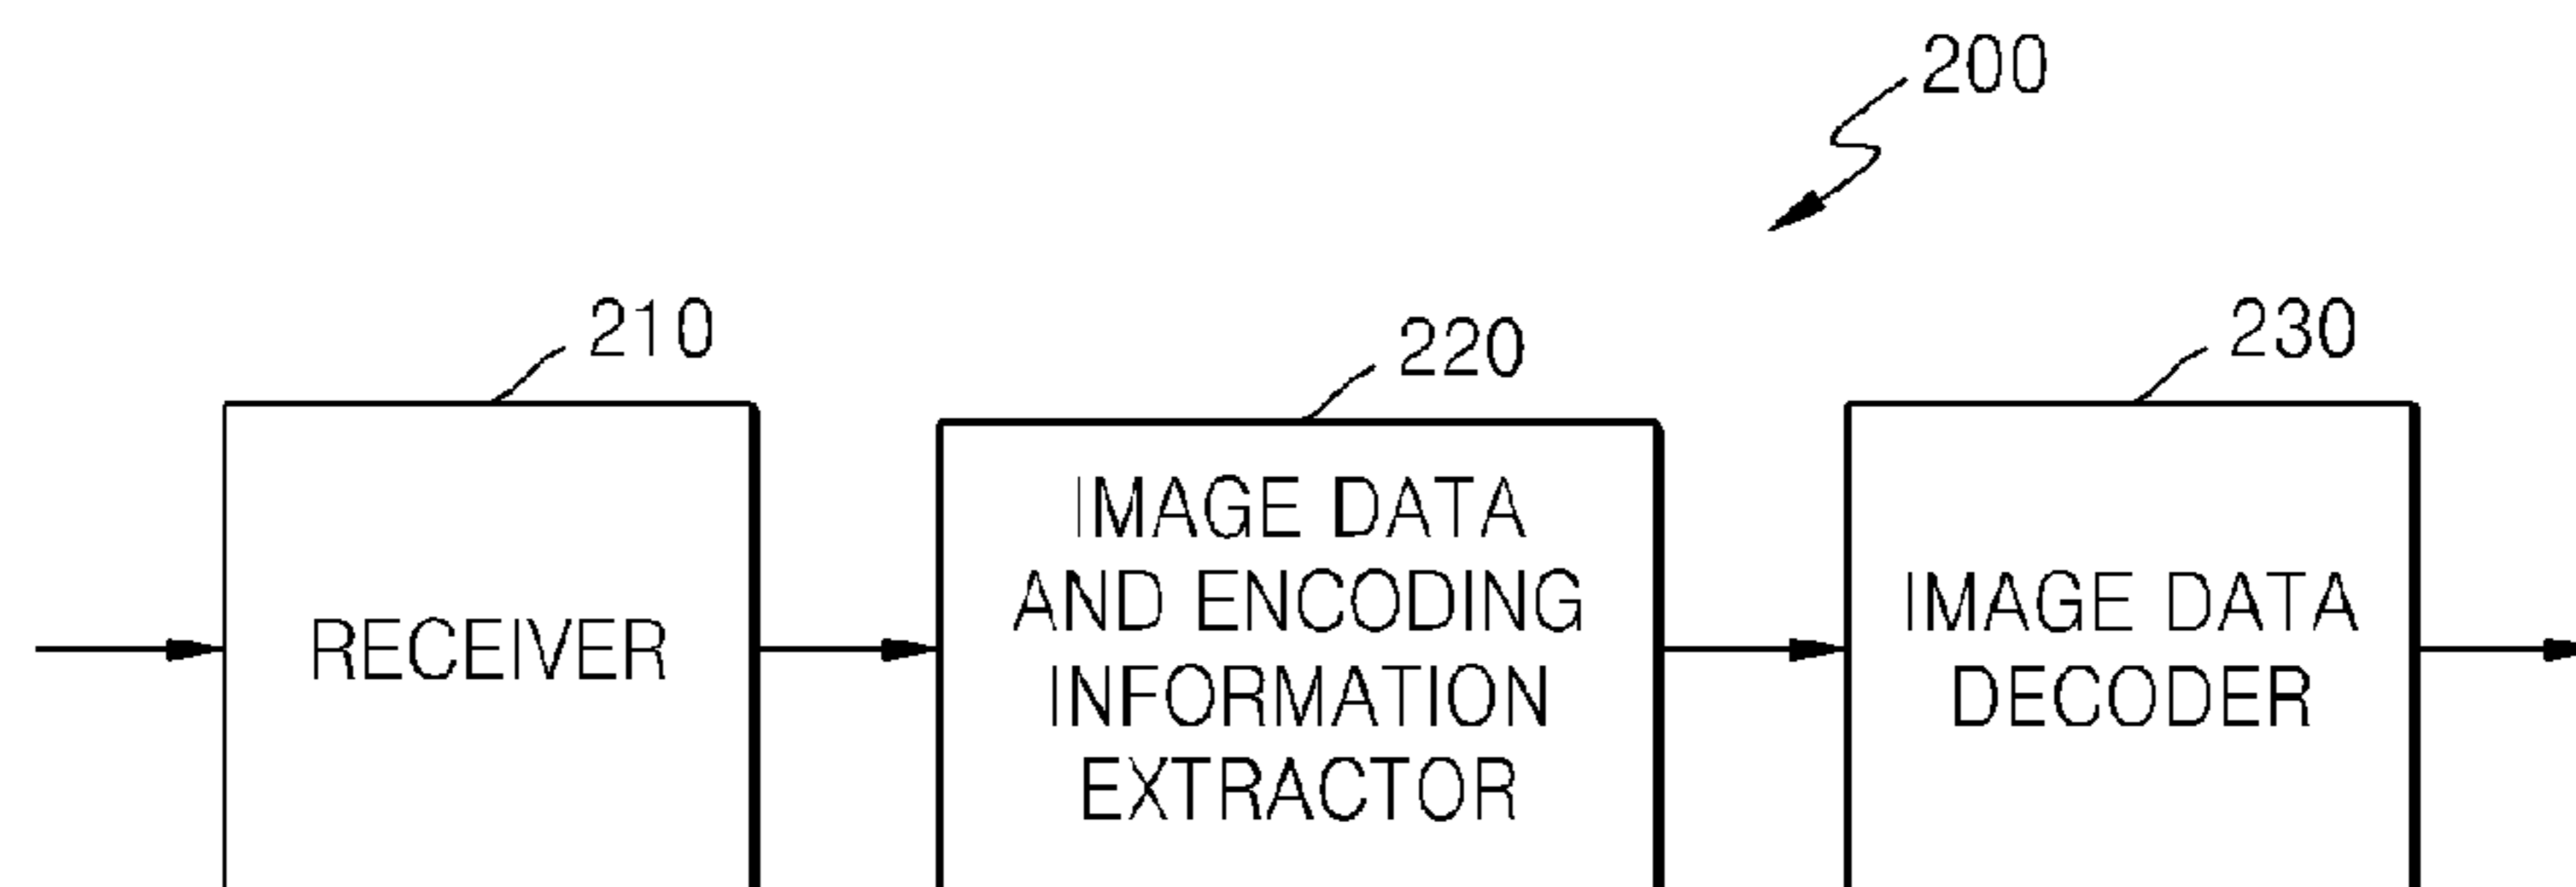 200
210
220
230
RECEIVER
IMAGE DATA
AND ENCODING
INFORMATION
EXTRACTOR
IMAGE DATA
DECODER